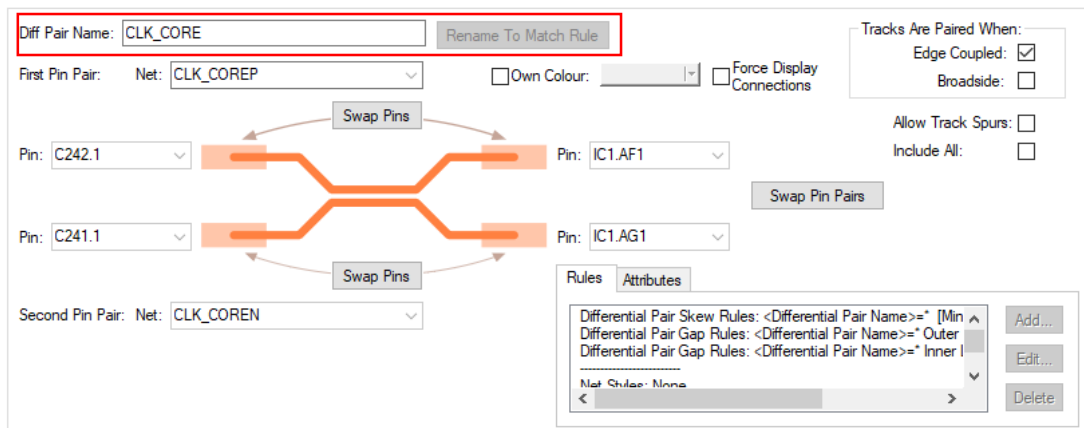 Diff Pair Name: CLK_CORE Rename To Match Rule
Tracks Are Paired When:
Edge Coupled:
Broadside:
First Pin Pair: Net: CLK_COREP
Own Colour:
Force Display
Connections
Allow Track Spurs:
Include All:
Swap Pins
Pin: C242.1
Pin: IC1.AF1
Swap Pin Pairs
Pin: C241.1
Pin: IC1.AG1
Swap Pins
Second Pin Pair: Net: CLK_COREN
Rules Attributes
Differential Pair Skew Rules: <Differential Pair Name>=* [Min
Differential Pair Gap Rules: <Differential Pair Name>=* Outer
Differential Pair Gap Rules: <Differential Pair Name>=* Inner
-------------------------
Net Styles: None
Add...
Edit...
Delete